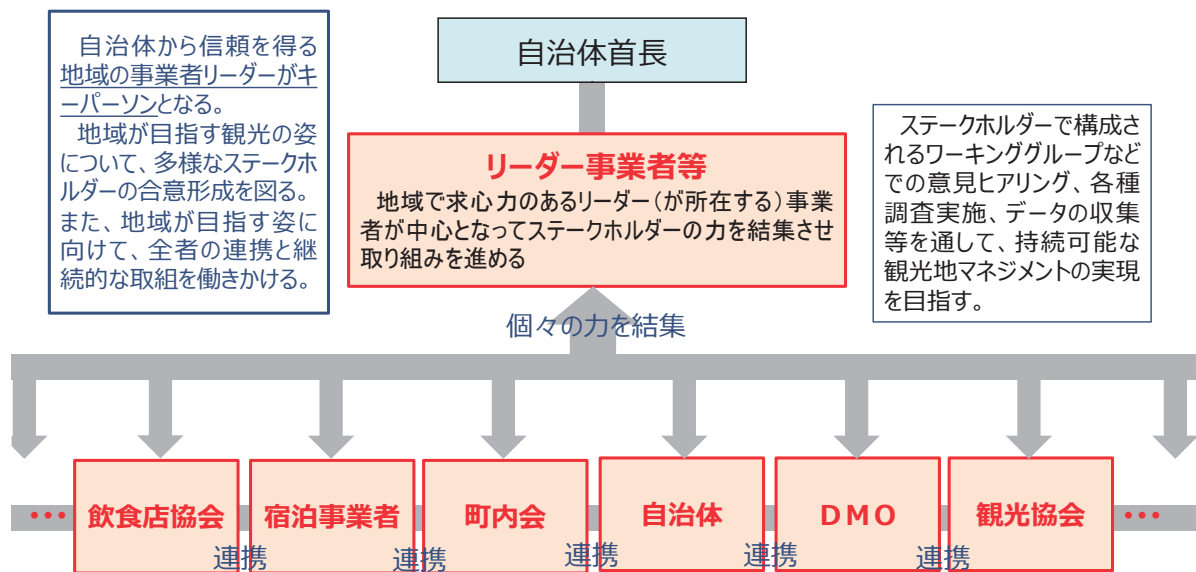 自治体から信頼を得る
地域の事業者リーダーがキ
ーパーソンとなる。
地域が目指す観光の姿
について、多様なステークホ
ルダーの合意形成を図る。
また、地域が目指す姿に
向けて、全者の連携と継
続的な取組を働きかける。
自治体首長
リーダー事業者等
地域で求心力のあるリーダー（が所在する）事業
者が中心となってステークホルダーの力を結集させ
取り組みを進める
ステークホルダーで構成さ
れるワーキンググループなど
での意見ヒアリング、各種
調査実施、データの収集
等を通して、持続可能な
観光地マネジメントの実現
を目指す。
個々の力を結集
… 飲食店協会 宿泊事業者 町内会 自治体 DMO 観光協会 …
連携 連携 連携 連携 連携